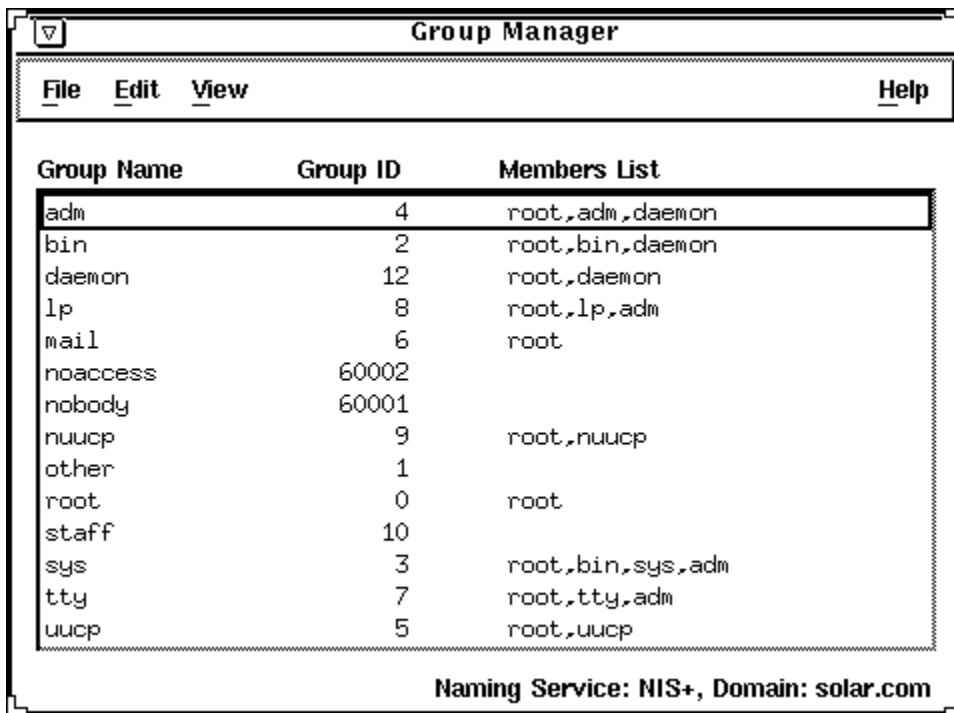 Group Manager
File Edit View Help
Group Name Group ID Members List
adm 4 root,adm,daemon
bin 2 root,bin,daemon
daemon 12 root,daemon
lp 8 root,lp,adm
mail 6 root
noaccess 60002
nobody 60001
nuucp 9 root,nuucp
other 1
root 0 root
staff 10
sys 3 root,bin,sys,adm
tty 7 root,tty,adm
uucp 5 root,uucp
Naming Service: NIS+, Domain: solar.com